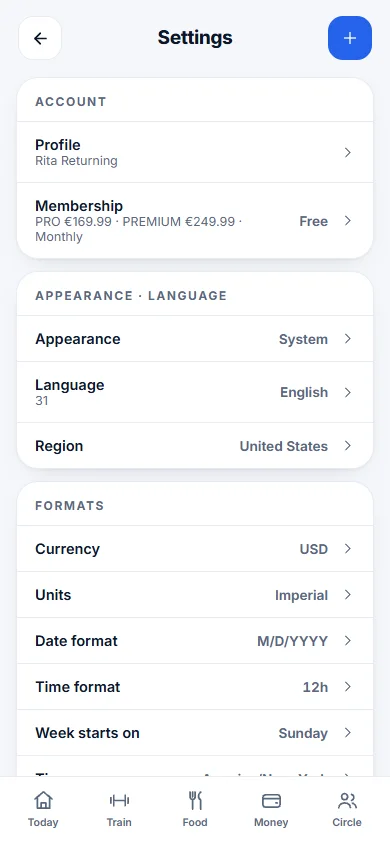 Settings
ACCOUNT
Profile
Rita Returning
Membership
PRO €169.99 · PREMIUM €249.99 ·
Monthly
Free
APPEARANCE · LANGUAGE
Appearance
System
Language
31
English
Region
United States
FORMATS
Currency
USD
Units
Imperial
Date format
M/D/YYYY
Time format
12h
Week starts on
Sunday
Today
Train
Food
Money
Circle